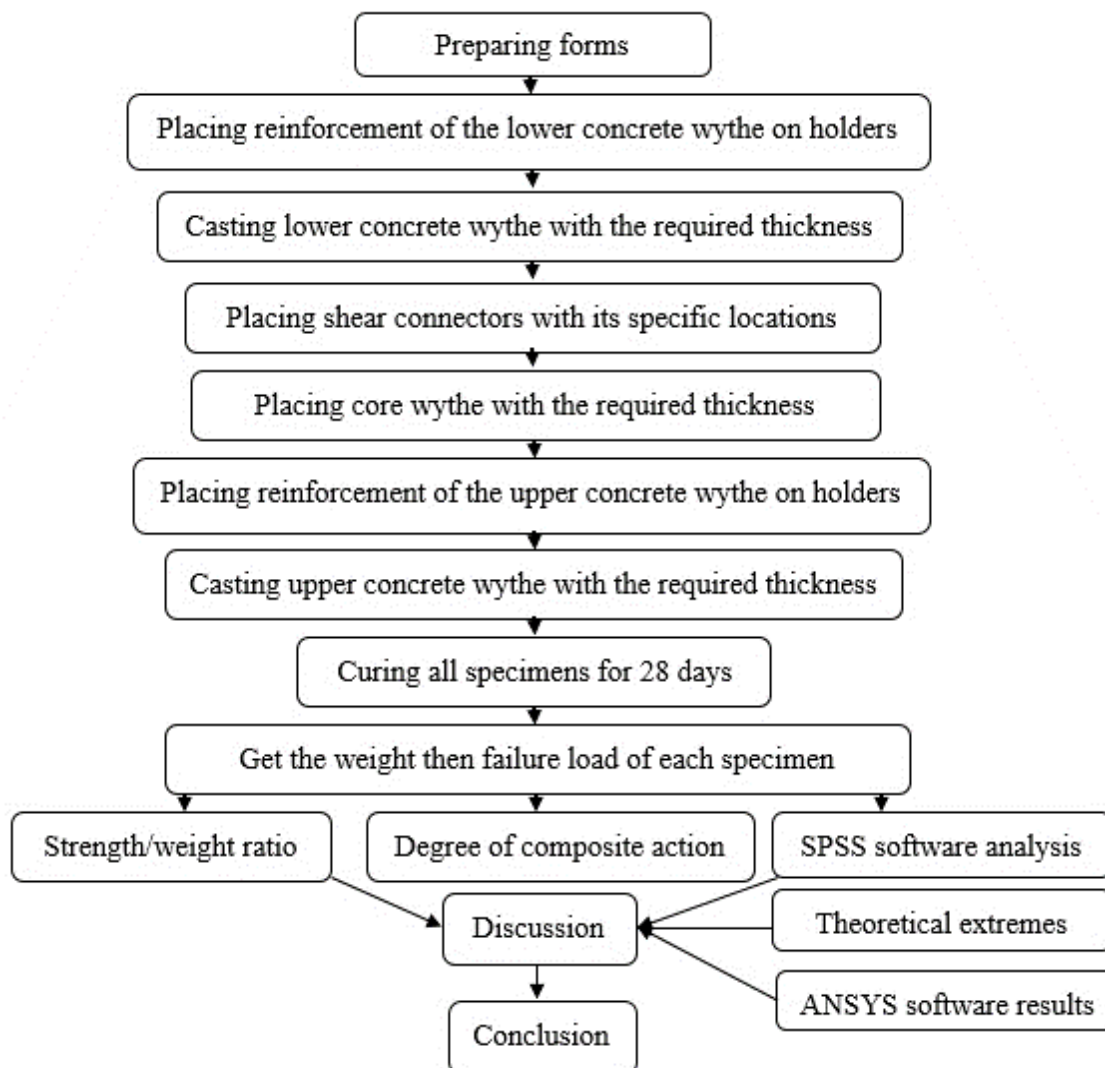 Preparing forms
Placing reinforcement of the lower concrete wythe on holders
Casting lower concrete wythe with the required thickness
Placing shear connectors with its specific locations
Placing core wythe with the required thickness
Placing reinforcement of the upper concrete wythe on holders
Casting upper concrete wythe with the required thickness
Curing all specimens for 28 days
Get the weight then failure load of each specimen
Strength/weight ratio
Degree of composite action
SPSS software analysis
Discussion
Theoretical extremes
ANSYS software results
Conclusion